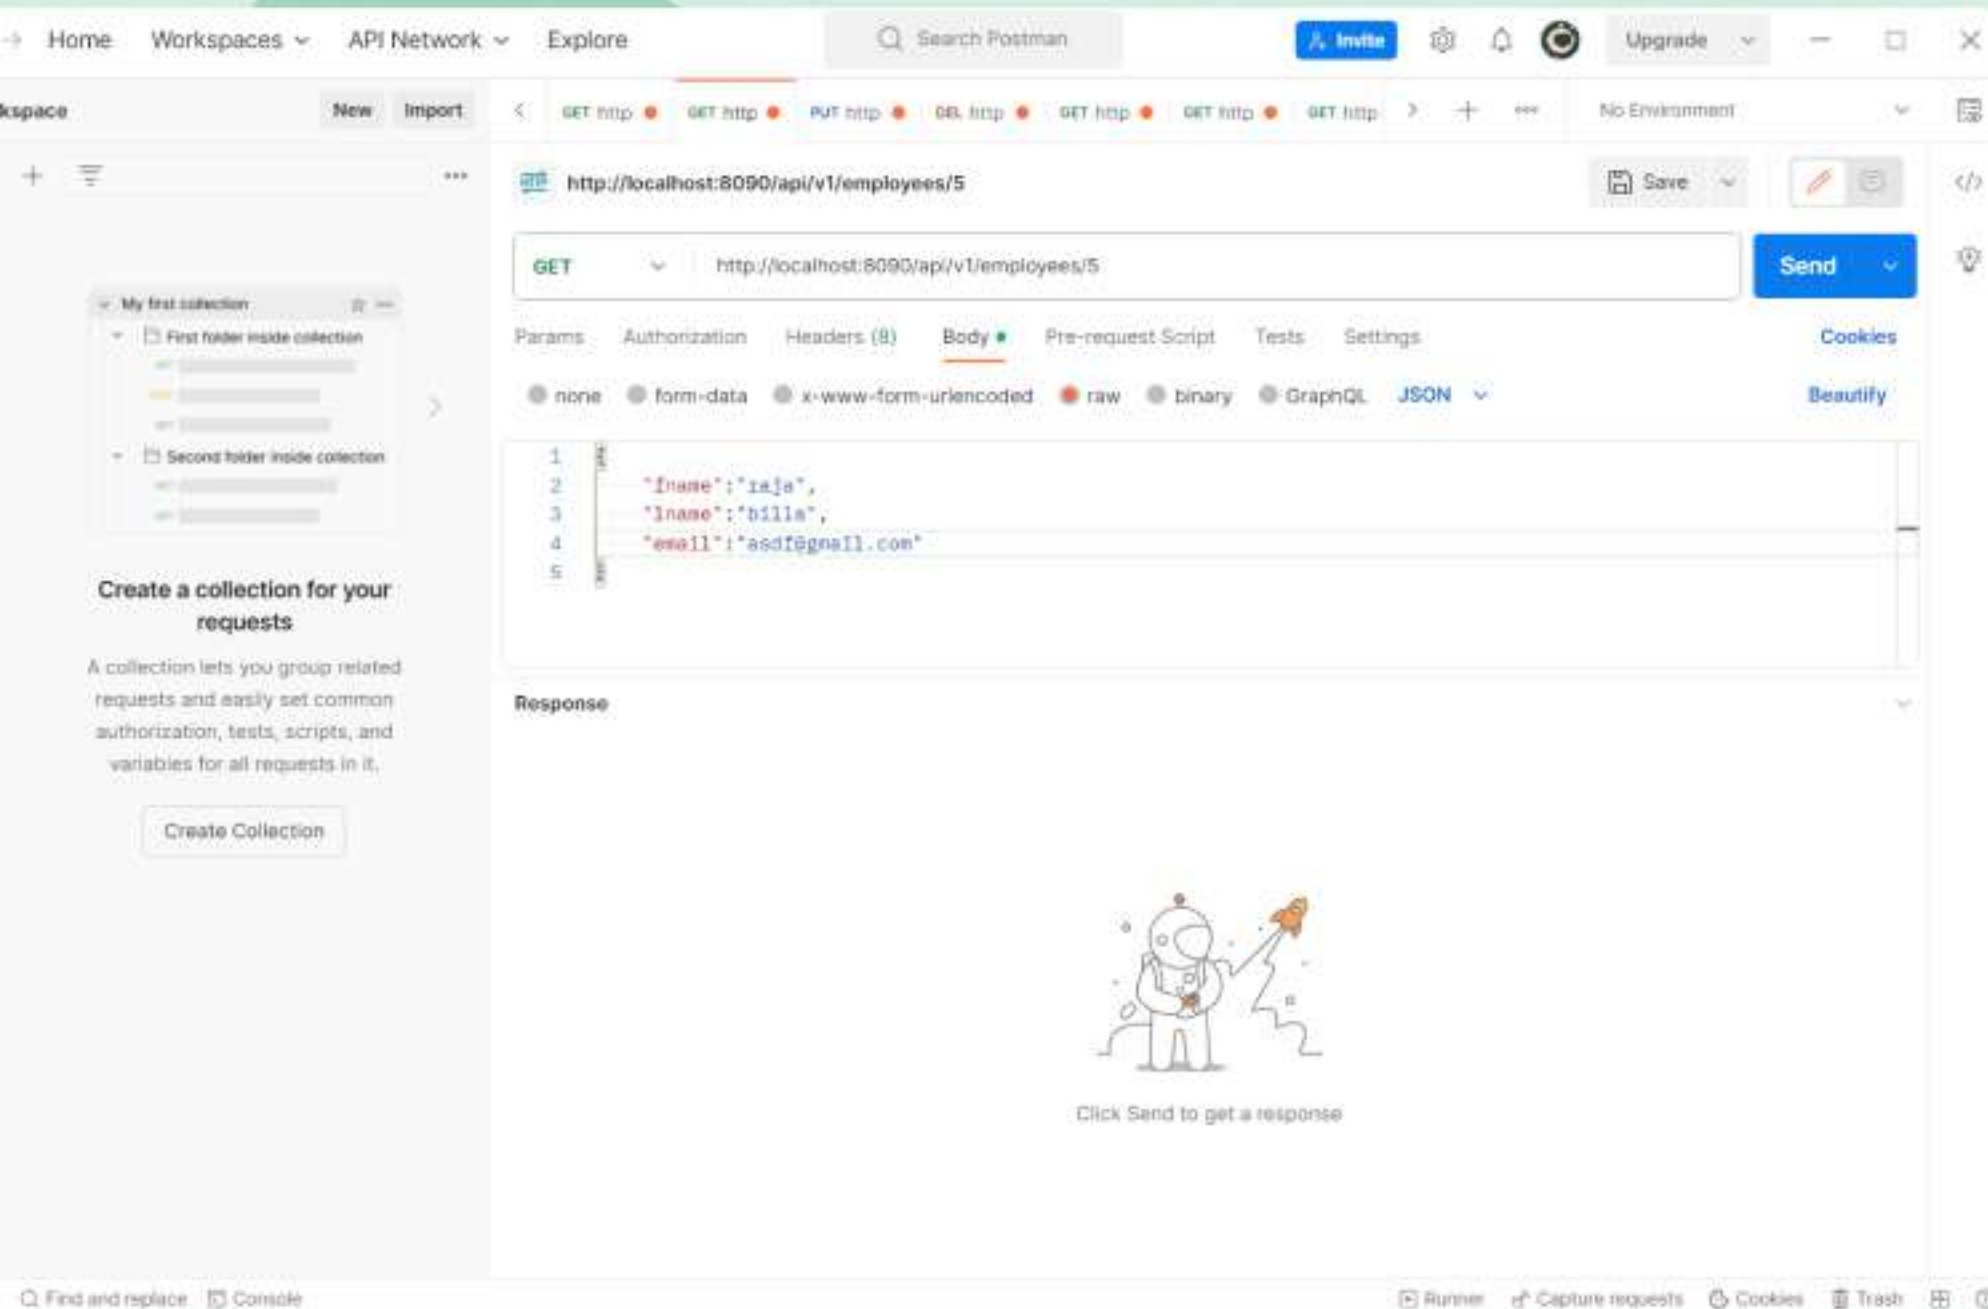 Home Workspaces API Network Explore Search Postman Invite Upgrade
kspace New Import GET http GET http PUT http DEL http GET http GET http GET http No Environment
http://localhost:8090/api/v1/employees/5 Save
GET http://localhost:8090/api/v1/employees/5 Send
Params Authorization Headers (8) Body Pre-request Script Tests Settings Cookies
none form-data x-www-form-urlencoded raw binary GraphQL JSON Beautify
My first collection
First folder inside collection
Second folder inside collection
Create a collection for your
requests
A collection lets you group related
requests and easily set common
authorization, tests, scripts, and
variables for all requests in it.
Create Collection
1 {
2 "fname":"raja",
3 "lname":"billa",
4 "email":"asdf@gmail.com"
5 }
Response
Click Send to get a response
Find and replace Console Runner Capture requests Cookies Trash